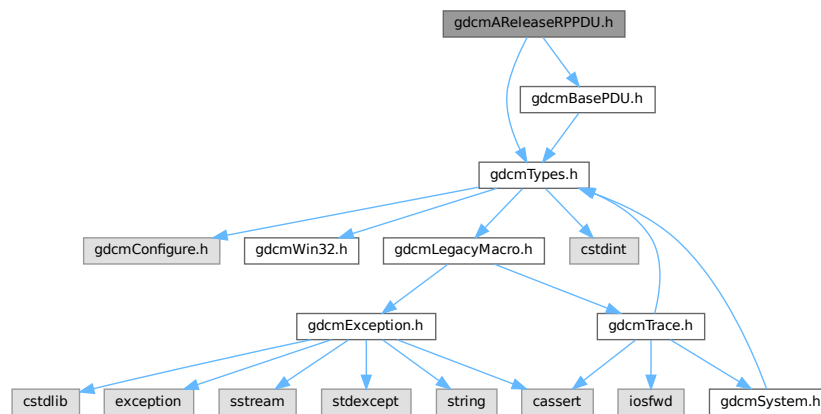 gdcmAReleaseRPPDU.h
gdcmBasePDU.h
gdcmTypes.h
gdcmConfigure.h
gdcmWin32.h
gdcmLegacyMacro.h
cstdint
gdcmException.h
gdcmTrace.h
cstdlib
exception
sstream
stdexcept
string
cassert
iosfwd
gdcmSystem.h